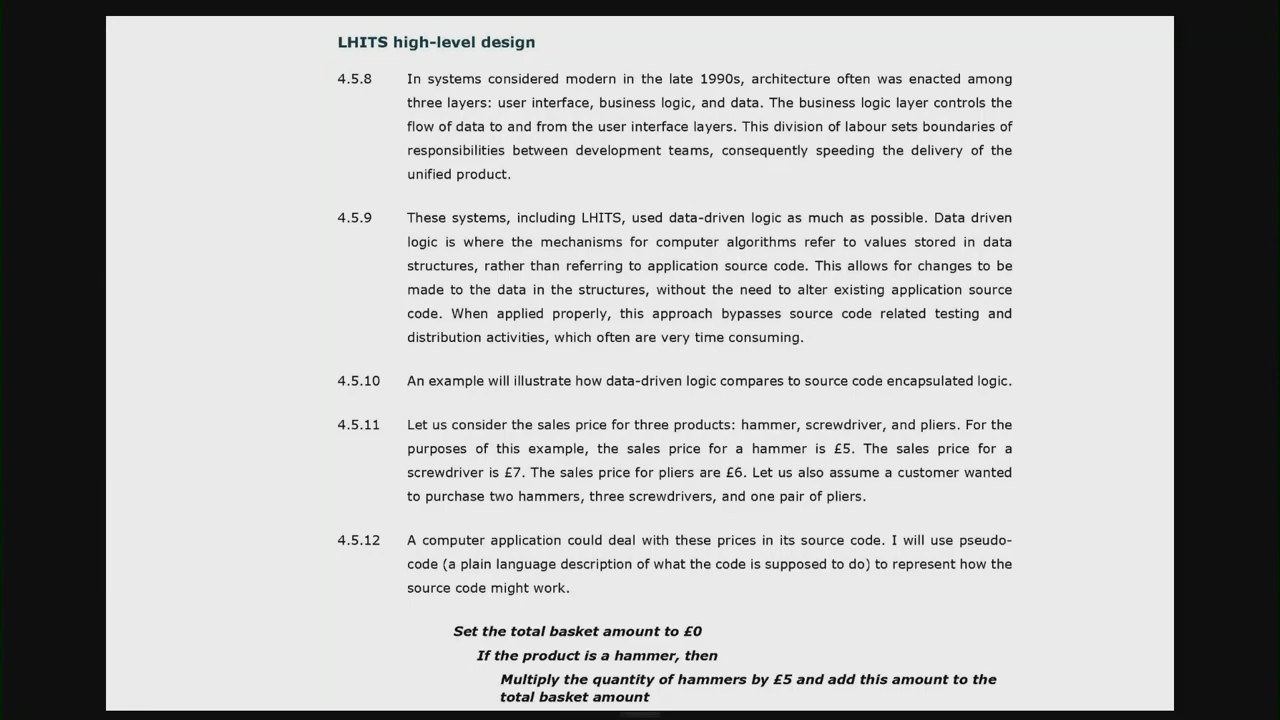 LHITS high-level design
4.5.8 In systems considered modern in the late 1990s, architecture often was enacted among
three layers: user interface, business logic, and data. The business logic layer controls the
flow of data to and from the user interface layers. This division of labour sets boundaries of
responsibilities between development teams, consequently speeding the delivery of the
unified product.
4.5.9 These systems, including LHITS, used data-driven logic as much as possible. Data driven
logic is where the mechanisms for computer algorithms refer to values stored in data
structures, rather than referring to application source code. This allows for changes to be
made to the data in the structures, without the need to alter existing application source
code. When applied properly, this approach bypasses source code related testing and
distribution activities, which often are very time consuming.
4.5.10 An example will illustrate how data-driven logic compares to source code encapsulated logic.
4.5.11 Let us consider the sales price for three products: hammer, screwdriver, and pliers. For the
purposes of this example, the sales price for a hammer is £5. The sales price for a
screwdriver is £7. The sales price for pliers are £6. Let us also assume a customer wanted
to purchase two hammers, three screwdrivers, and one pair of pliers.
4.5.12 A computer application could deal with these prices in its source code. I will use pseudo-
code (a plain language description of what the code is supposed to do) to represent how the
source code might work.
Set the total basket amount to £0
If the product is a hammer, then
Multiply the quantity of hammers by £5 and add this amount to the
total basket amount